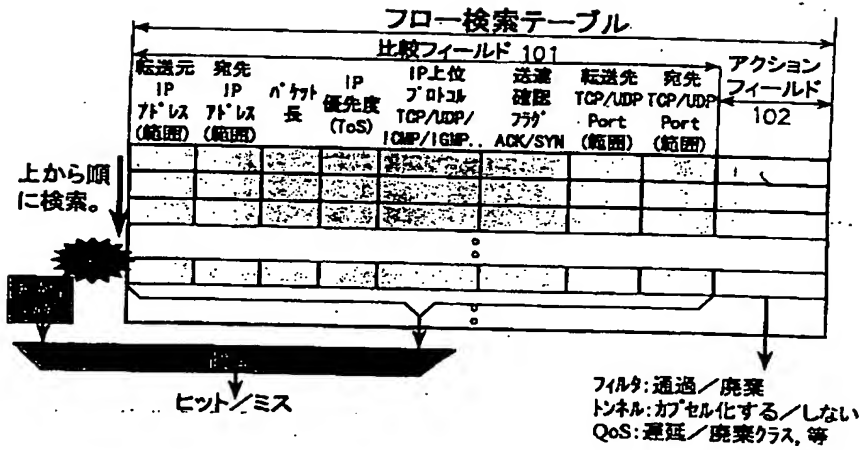 フロー検索テーブル
比較フィールド 101
転送元
IP
アドレス
(範囲)
宛先
IP
アドレス
(範囲)
パケット
長
IP
優先度
(ToS)
IP上位
プロトコル
TCP/UDP/
ICMP/IGMP..
送達
確認
フラグ
ACK/SYN
転送先
TCP/UDP
Port
(範囲)
宛先
TCP/UDP
Port
(範囲)
アクション
フィールド
102
上から順
に検索。
ヒット/ミス
フィルタ:通過/廃棄
トンネル:カプセル化する/しない
QoS:遅延/廃棄クラス, 等